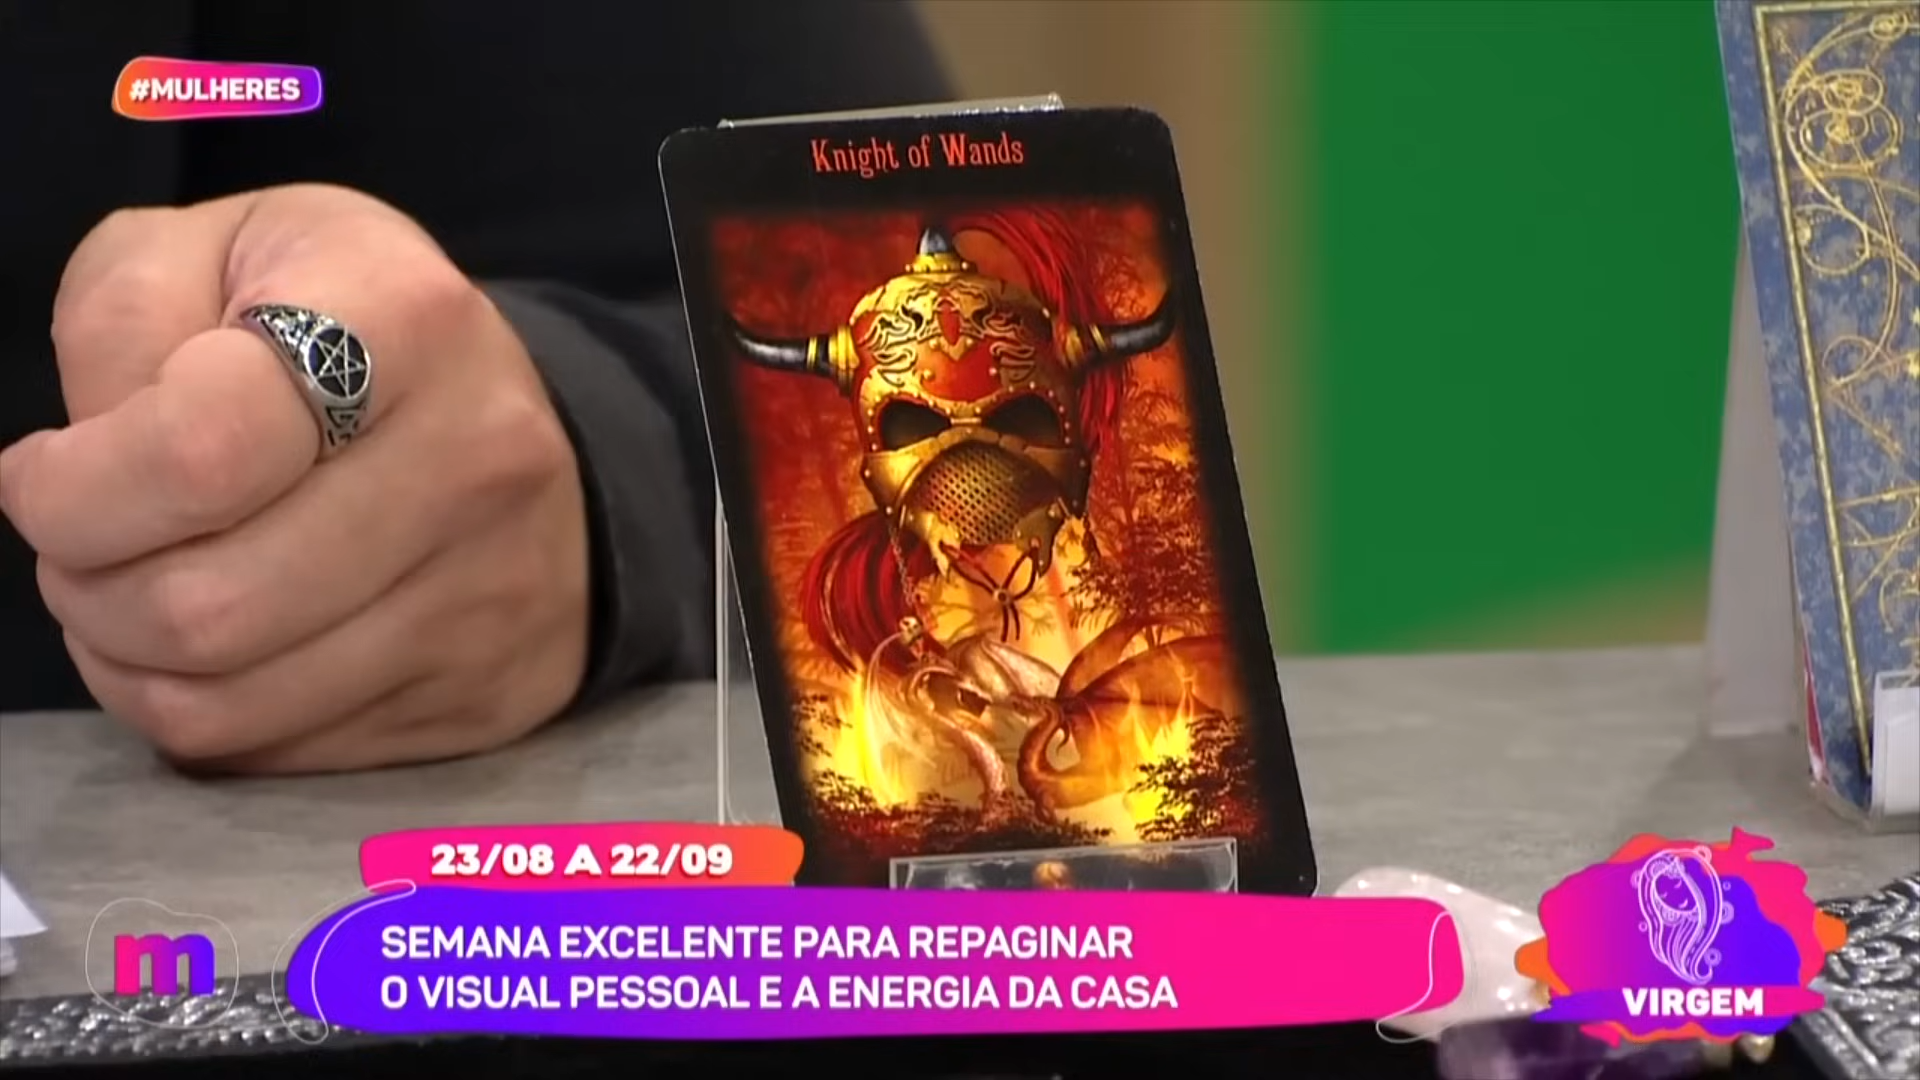 #MULHERES
Knight of Wands
23/08 A 22/09
SEMANA EXCELENTE PARA REPAGINAR
O VISUAL PESSOAL E A ENERGIA DA CASA
m
VIRGEM